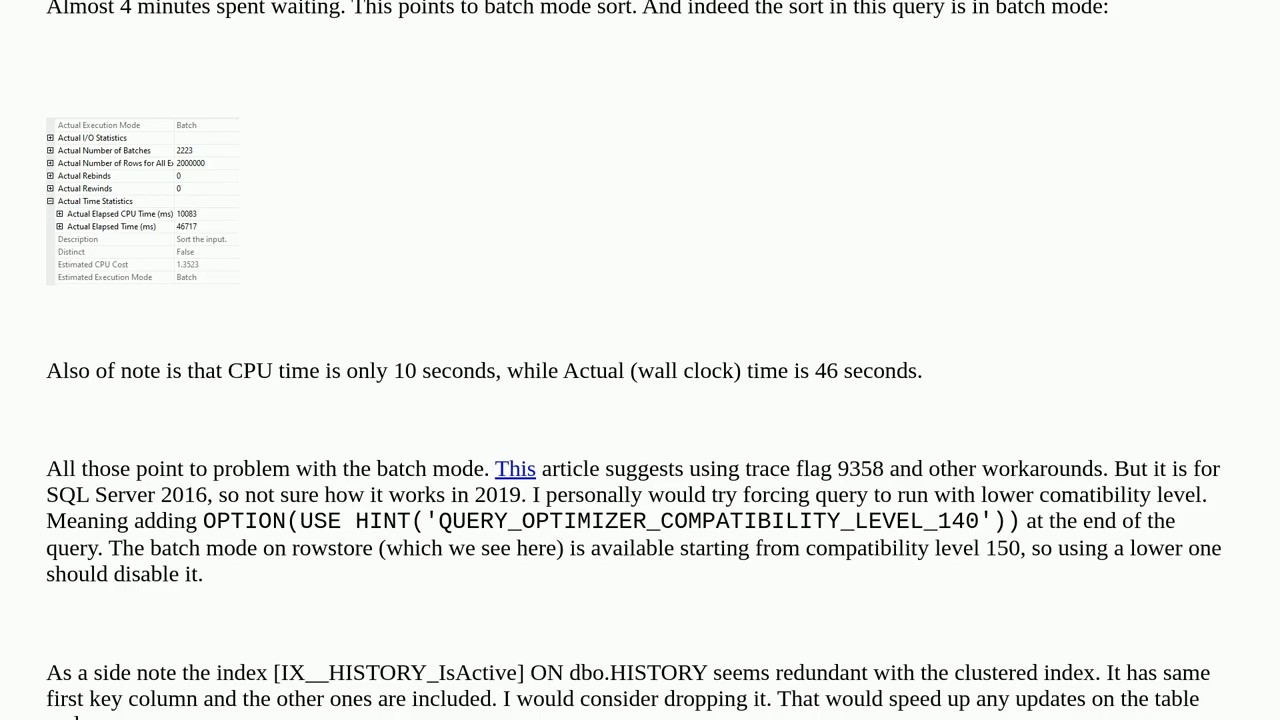 Almost 4 minutes spent waiting. This points to batch mode sort. And indeed the sort in this query is in batch mode:
Actual Execution Mode Batch
Actual I/O Statistics
Actual Number of Batches 2223
Actual Number of Rows for All Ex 2000000
Actual Rebinds 0
Actual Rewinds 0
Actual Time Statistics
Actual Elapsed CPU Time (ms) 10083
Actual Elapsed Time (ms) 46717
Description Sort the input.
Distinct False
Estimated CPU Cost 1.3523
Estimated Execution Mode Batch
Also of note is that CPU time is only 10 seconds, while Actual (wall clock) time is 46 seconds.
All those point to problem with the batch mode. This article suggests using trace flag 9358 and other workarounds. But it is for
SQL Server 2016, so not sure how it works in 2019. I personally would try forcing query to run with lower comatibility level.
Meaning adding OPTION(USE HINT('QUERY_OPTIMIZER_COMPATIBILITY_LEVEL_140')) at the end of the
query. The batch mode on rowstore (which we see here) is available starting from compatibility level 150, so using a lower one
should disable it.
As a side note the index [IX__HISTORY_IsActive] ON dbo.HISTORY seems redundant with the clustered index. It has same
first key column and the other ones are included. I would consider dropping it. That would speed up any updates on the table